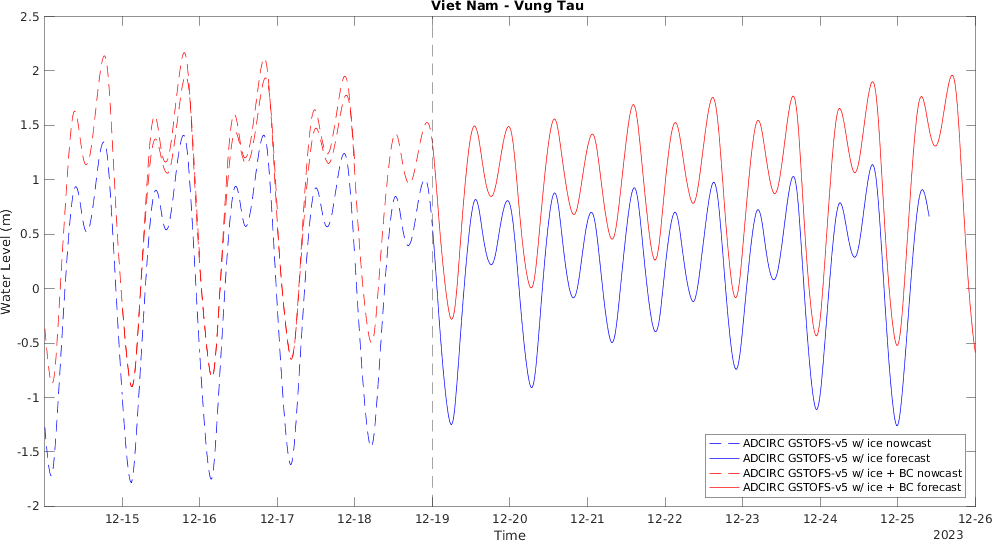 Viet Nam - Vung Tau
2.5
2
1.5
1
0.5
0
-0.5
-1
-1.5
-2
Water Level (m)
ADCIRC GSTOFS-v5 w/ ice nowcast
ADCIRC GSTOFS-v5 w/ ice forecast
ADCIRC GSTOFS-v5 w/ ice + BC nowcast
ADCIRC GSTOFS-v5 w/ ice + BC forecast
12-15 12-16 12-17 12-18 12-19 12-20 12-21 12-22 12-23 12-24 12-25 12-26
Time
2023